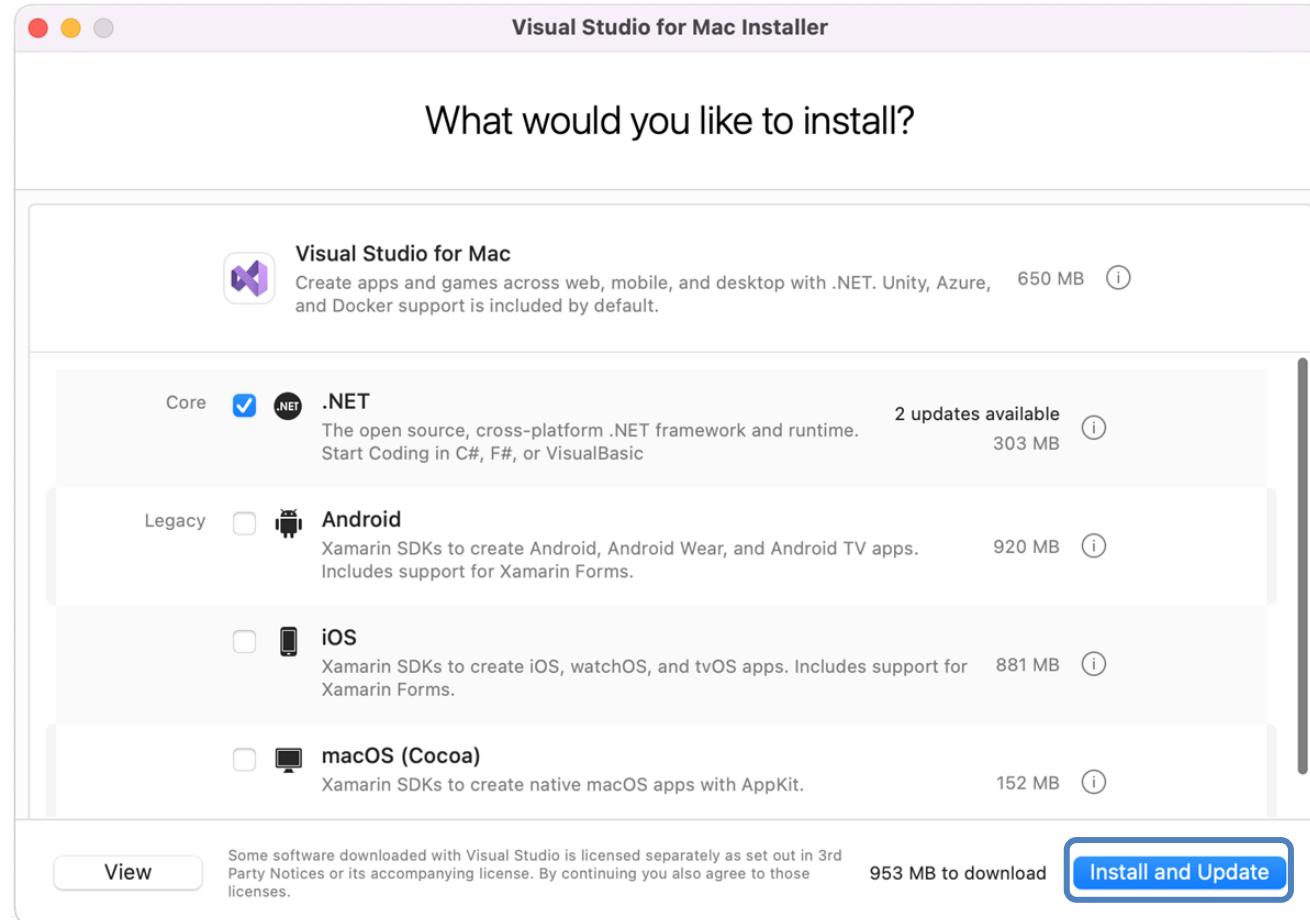 Visual Studio for Mac Installer
What would you like to install?
Visual Studio for Mac
Create apps and games across web, mobile, and desktop with .NET. Unity, Azure,
and Docker support is included by default.
650 MB
Core
.NET
.NET
The open source, cross-platform .NET framework and runtime.
Start Coding in C#, F#, or VisualBasic
2 updates available
303 MB
Legacy
Android
Xamarin SDKs to create Android, Android Wear, and Android TV apps.
Includes support for Xamarin Forms.
920 MB
iOS
Xamarin SDKs to create iOS, watchOS, and tvOS apps. Includes support for
Xamarin Forms.
881 MB
macOS (Cocoa)
Xamarin SDKs to create native macOS apps with AppKit.
152 MB
View
Some software downloaded with Visual Studio is licensed separately as set out in 3rd
Party Notices or its accompanying license. By continuing you also agree to those
licenses.
953 MB to download
Install and Update